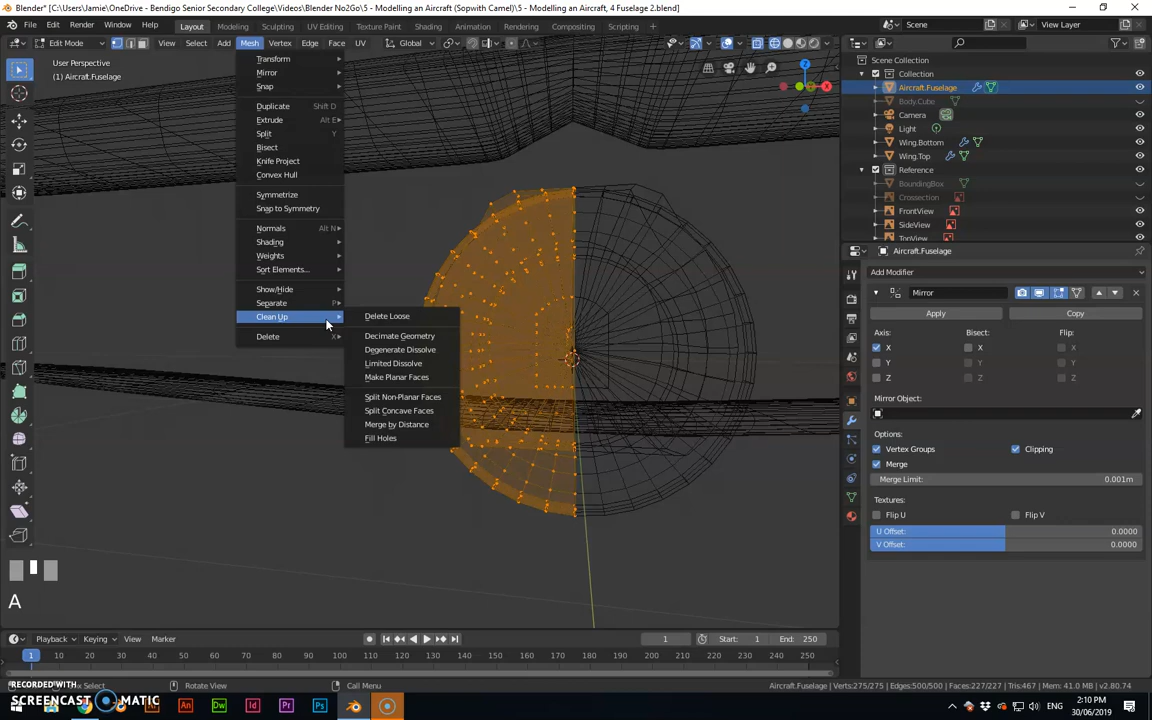 Blender* [C:\Users\Jamie\OneDrive - Bendigo Senior Secondary College\Videos\Blender No2Go\5 - Modelling an Aircraft (Sopwith Camel)\5 - Modelling an Aircraft, 4 Fuselage 2.blend]
File Edit Render Window Help Layout Modeling Sculpting UV Editing Texture Paint Shading Animation Rendering Compositing Scripting Scene View Layer
Edit Mode View Select Add Mesh Vertex Edge Face UV Global
User Perspective
(1) Aircraft.Fuselage
Transform
Mirror
Snap
Duplicate Shift D
Extrude Alt E
Split Y
Bisect
Knife Project
Convex Hull
Symmetrize
Snap to Symmetry
Normals Alt N
Shading
Weights
Sort Elements...
Show/Hide
Separate P
Clean Up
Delete X
Delete Loose
Decimate Geometry
Degenerate Dissolve
Limited Dissolve
Make Planar Faces
Split Non-Planar Faces
Split Concave Faces
Merge by Distance
Fill Holes
Z
X
A
Scene Collection
Collection
Aircraft.Fuselage
Body Cube
Camera
Light
Wing.Bottom
Wing.Top
Reference
BoundingBox
Crossection
FrontView
SideView
TopView
Aircraft.Fuselage
Add Modifier
Mirror
Apply Copy
Axis: Bisect: Flip:
X X X
Y Y Y
Z Z Z
Mirror Object:
Options:
Vertex Groups Clipping
Merge
Merge Limit: 0.001m
Textures:
Flip U Flip V
U Offset: 0.0000
V Offset: 0.0000
Playback Keying View Marker 1 Start: 1 End: 250
1 10 20 30 40 50 60 70 80 90 100 110 120 130 140 150 160 170 180 190 200 210 220 230 240 250
Select Rotate View Call Menu Aircraft.Fuselage | Verts:275/275 | Edges:500/500 | Faces:227/227 | Tris:467 | Mem: 41.0 MB | v2.80.74
RECORDED WITH
SCREENCAST MATIC
An Dw Id Pr Ps
ENG
2:10 PM
30/06/2019